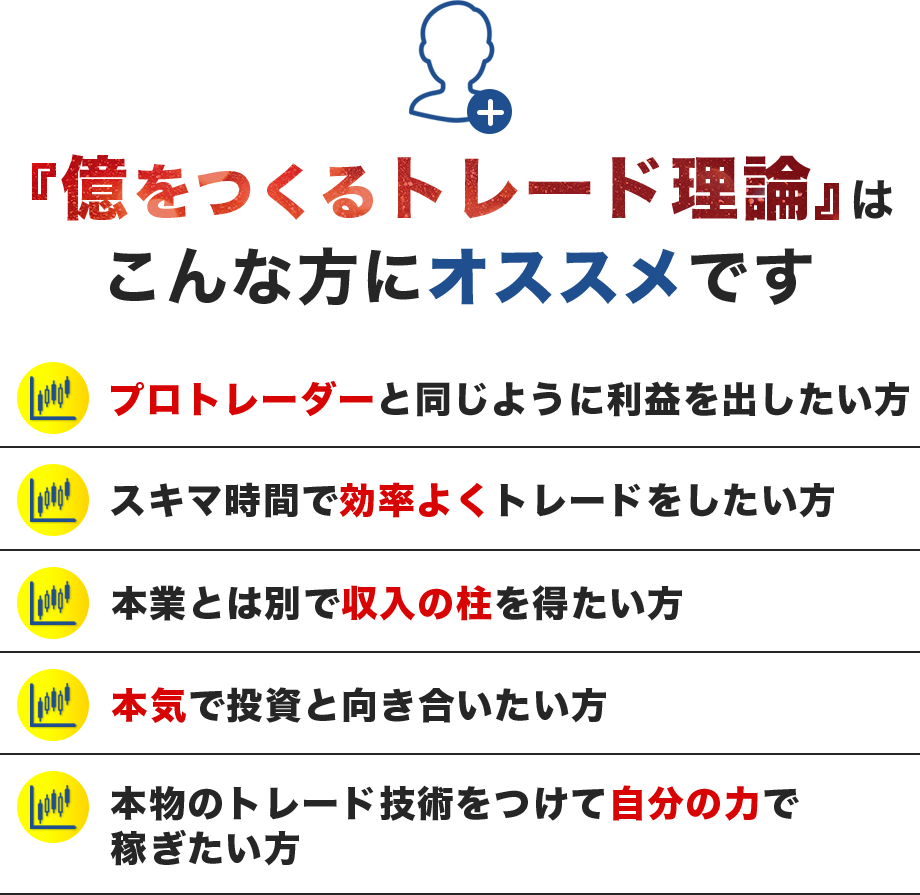 『億をつくるトレード理論』は
こんな方にオススメです
プロトレーダーと同じように利益を出したい方
スキマ時間で効率よくトレードをしたい方
本業とは別で収入の柱を得たい方
本気で投資と向き合いたい方
本物のトレード技術をつけて自分の力で
稼ぎたい方